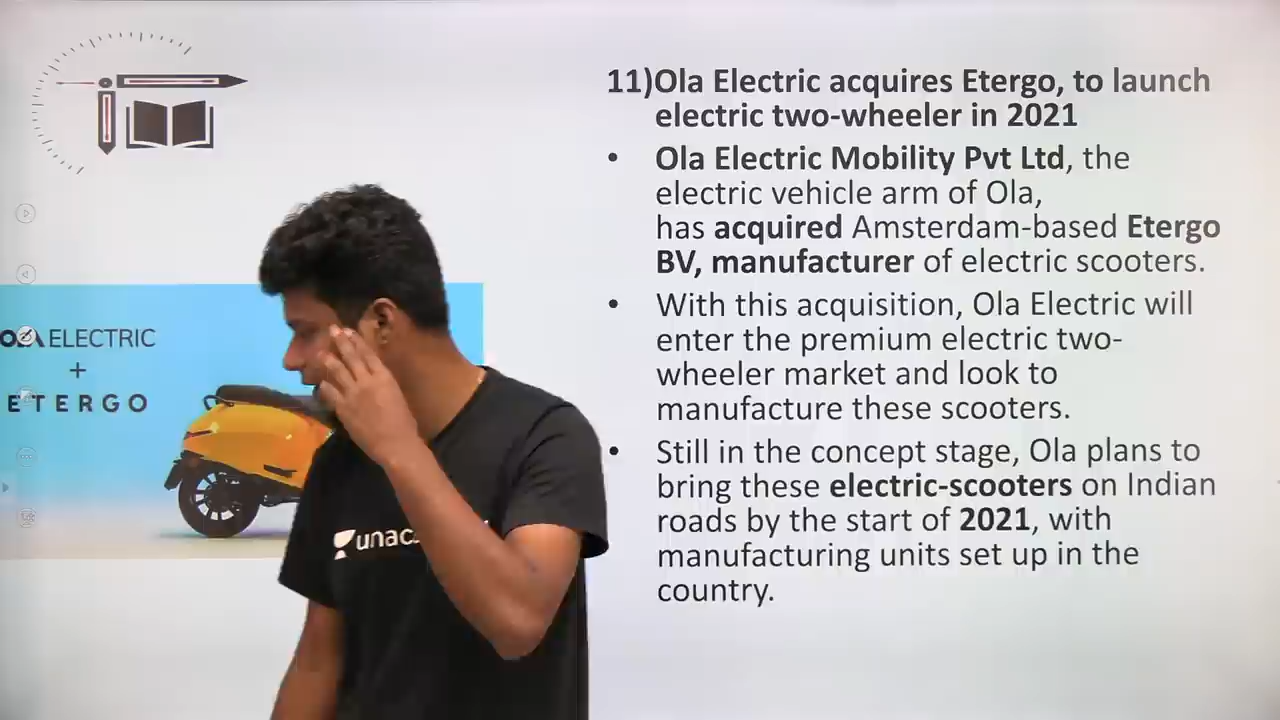 11)Ola Electric acquires Etergo, to launch
electric two-wheeler in 2021
• Ola Electric Mobility Pvt Ltd, the
electric vehicle arm of Ola,
has acquired Amsterdam-based Etergo
BV, manufacturer of electric scooters.
• With this acquisition, Ola Electric will
enter the premium electric two-
wheeler market and look to
manufacture these scooters.
• Still in the concept stage, Ola plans to
bring these electric-scooters on Indian
roads by the start of 2021, with
manufacturing units set up in the
country.
OLA ELECTRIC
+
ETERGO